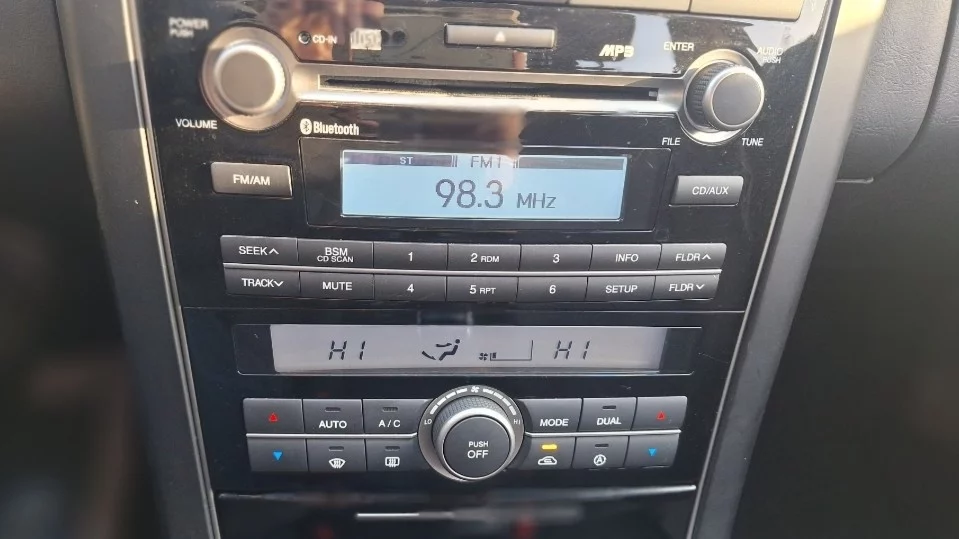 POWER
PUSH
CD-IN
MP3
ENTER
AUDIO
PUSH
VOLUME
Bluetooth
FILE
TUNE
ST FM1
FM/AM
98.3 MHz
CD/AUX
SEEK
BSM
CD SCAN
1
2 RDM
3
INFO
FLDR
TRACK
MUTE
4
5 RPT
6
SETUP
FLDR
HI
HI
AUTO
A/C
LO
HI
MODE
DUAL
PUSH
OFF
A